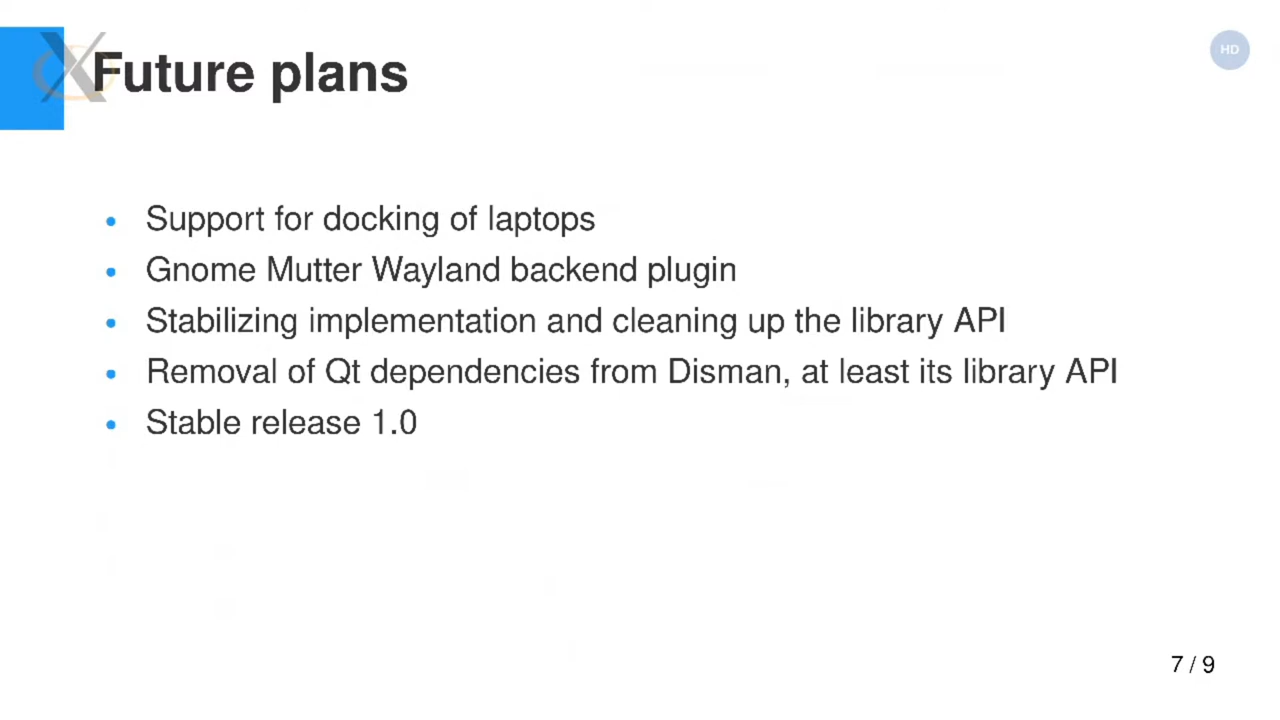 HD
Future plans
• Support for docking of laptops
• Gnome Mutter Wayland backend plugin
• Stabilizing implementation and cleaning up the library API
• Removal of Qt dependencies from Disman, at least its library API
• Stable release 1.0
7 / 9